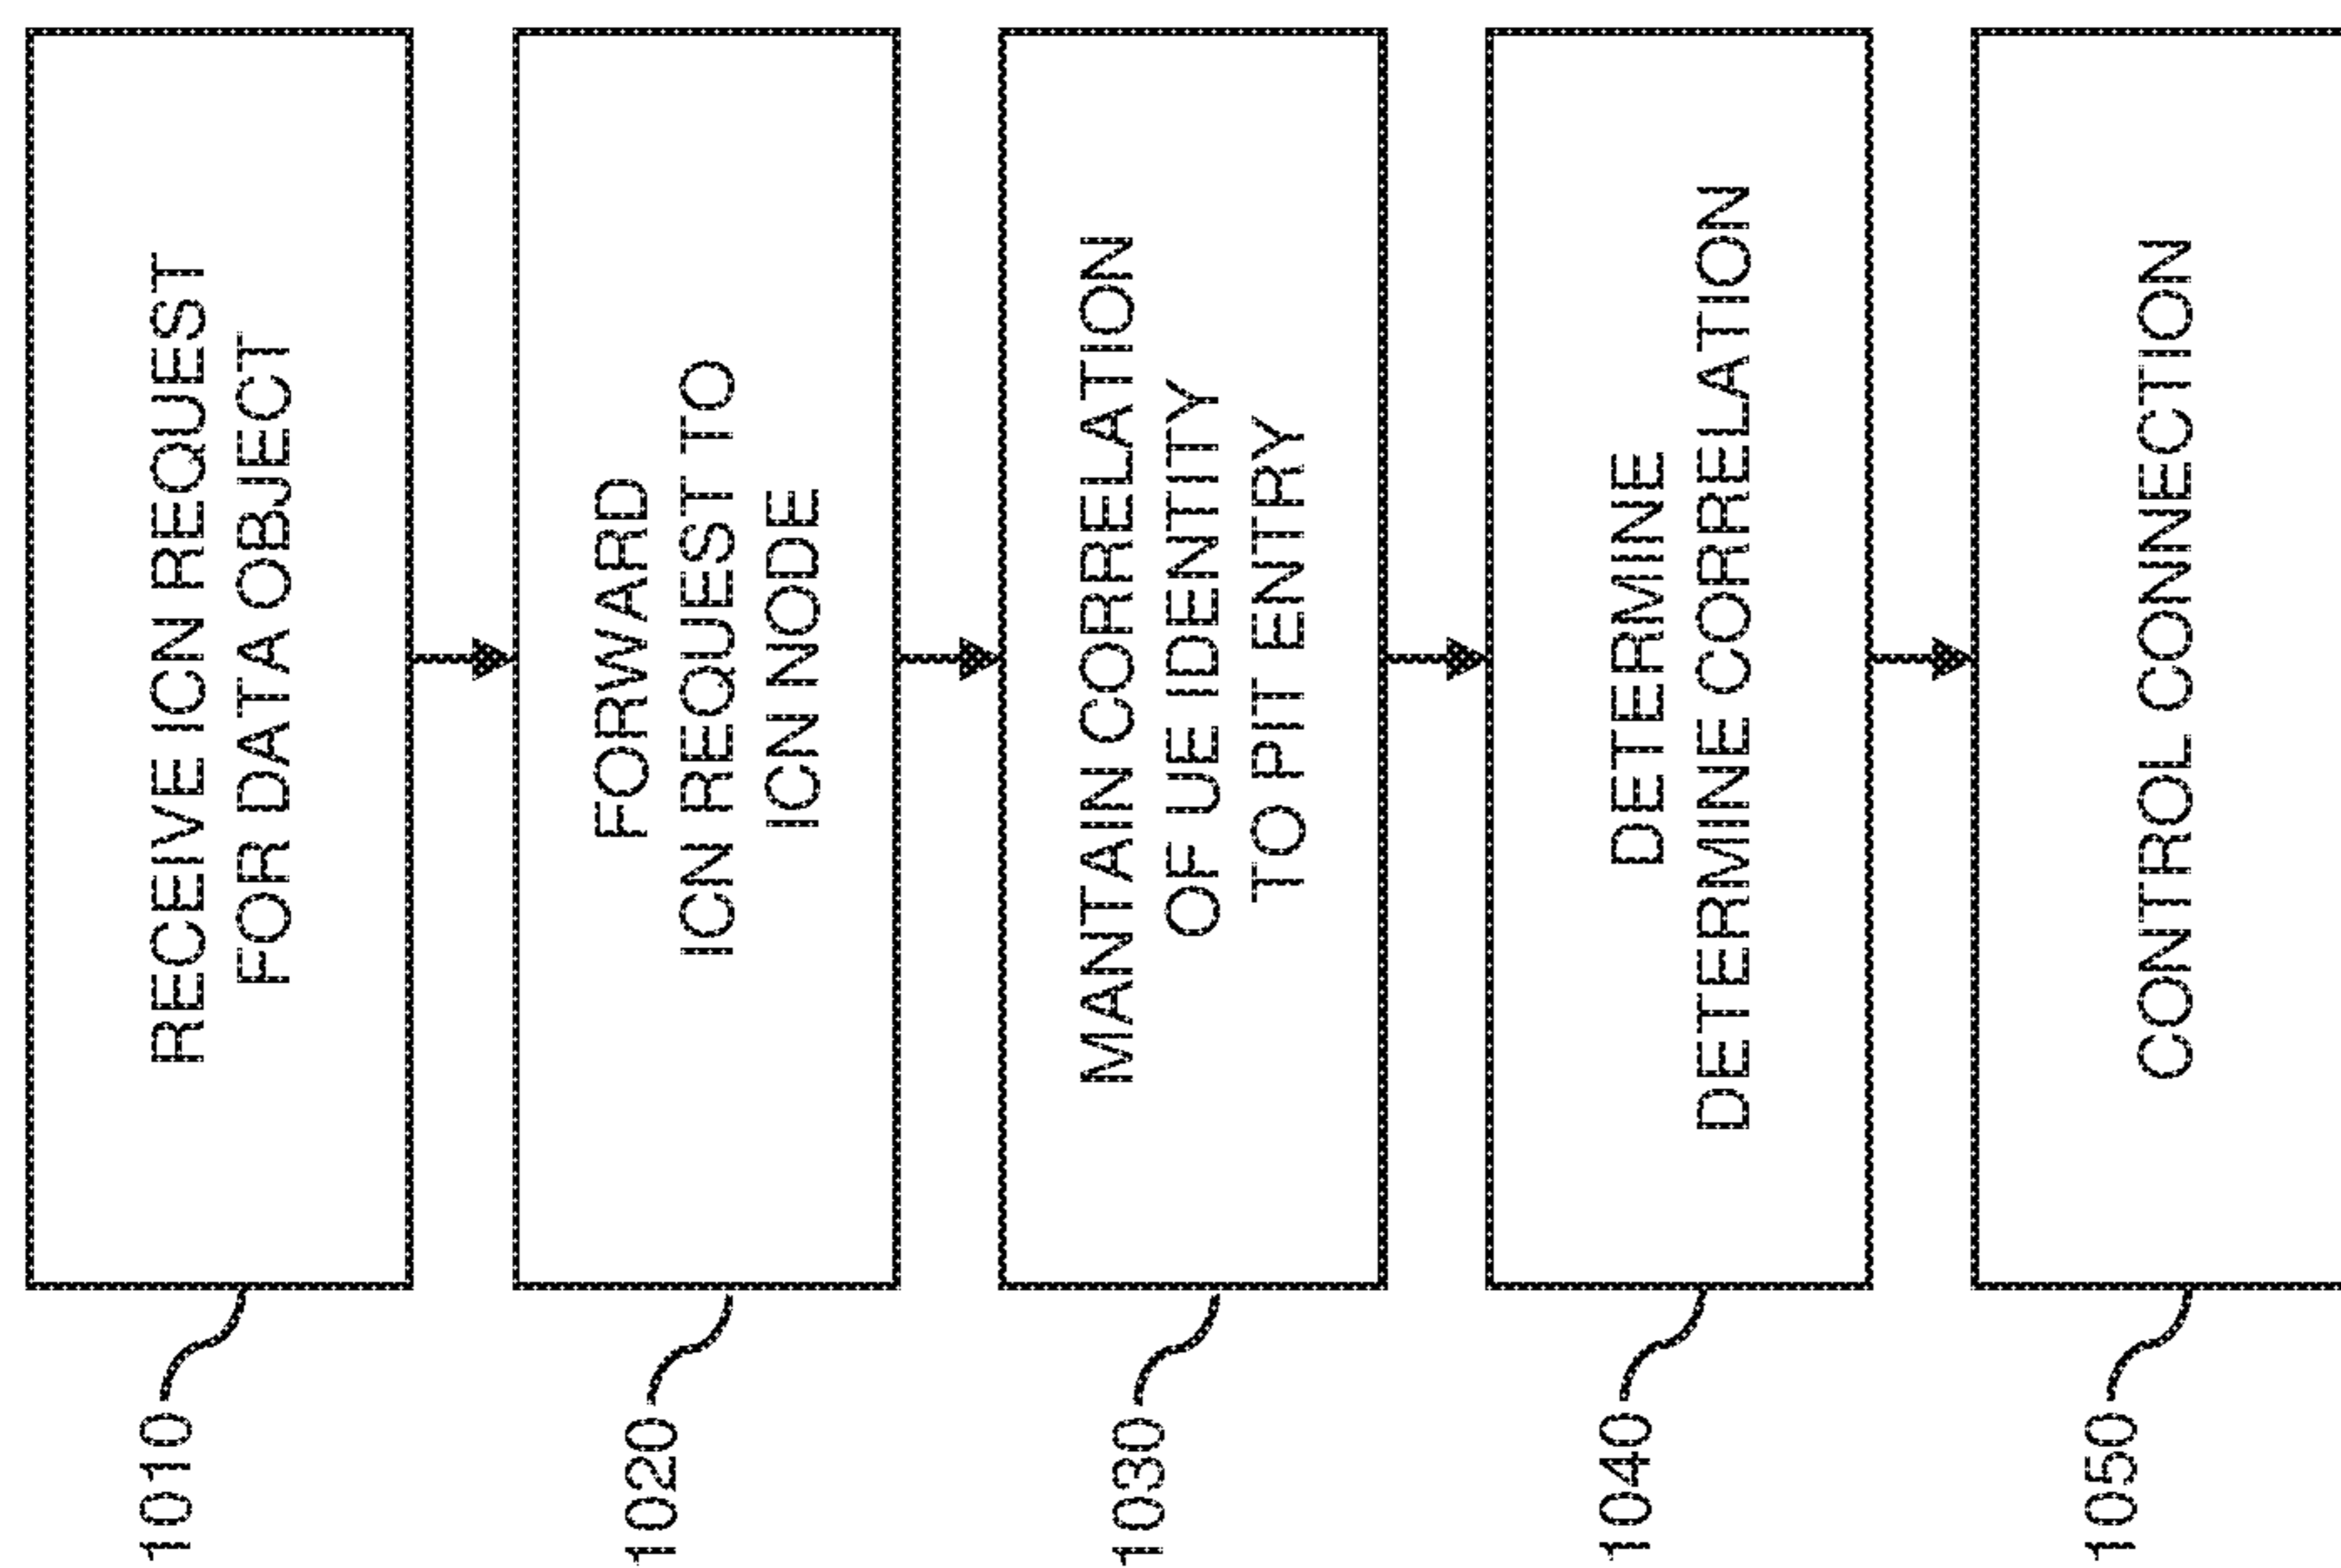 1010
RECEIVE ICN REQUEST
FOR DATA OBJECT
1020
FORWARD
ICN REQUEST TO
ICN NODE
1030
MANTAIN CORRELATION
OF UE IDENTITY
TO PIT ENTRY
1040
DETERMINE
DETERMINE CORRELATION
1050
CONTROL CONNECTION